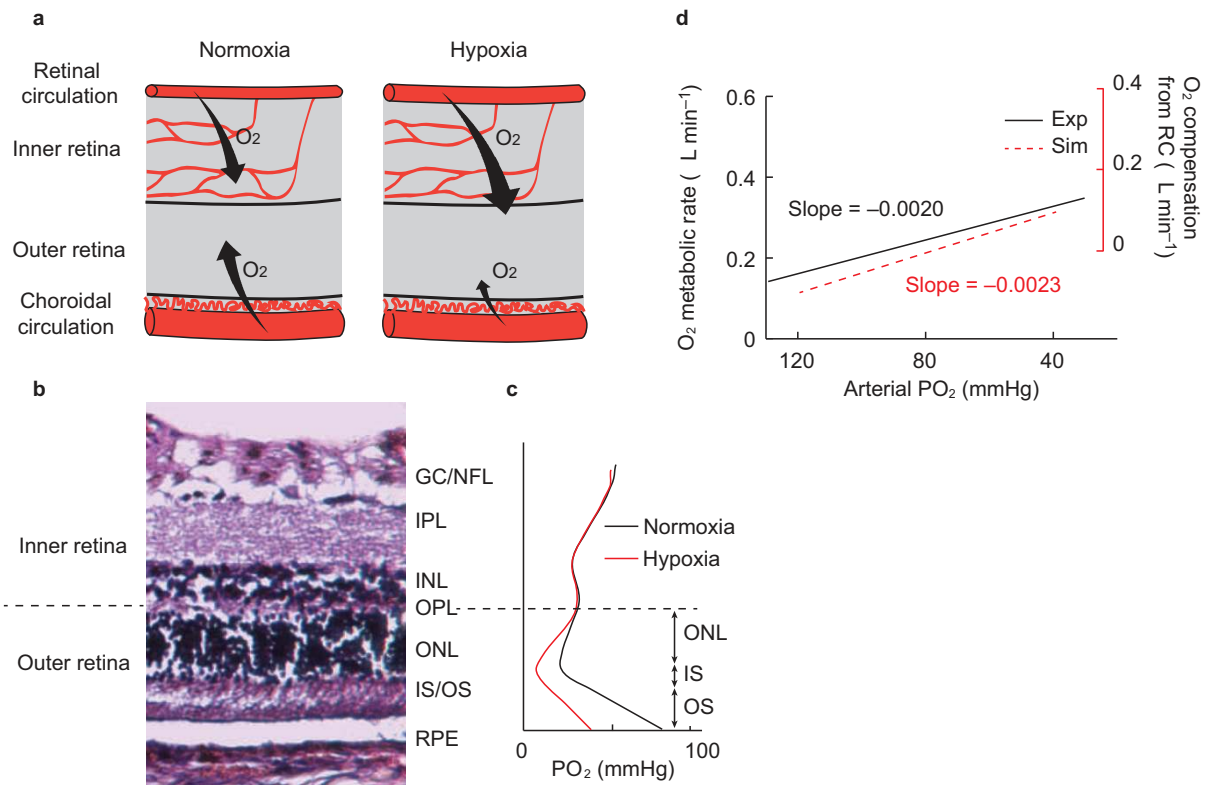 a
Normoxia
Hypoxia
Retinal
circulation
Inner retina
Outer retina
Choroidal
circulation
O₂
O₂
O₂
O₂
d
O₂ metabolic rate ( L min⁻¹)
0.6
0.4
0.2
0
120
80
40
Arterial PO₂ (mmHg)
Exp
Sim
Slope = –0.0020
Slope = –0.0023
0.4
0.2
0
O₂ compensation
from RC ( L min⁻¹)
b
Inner retina
Outer retina
GC/NFL
IPL
INL
OPL
ONL
IS/OS
RPE
c
Normoxia
Hypoxia
ONL
IS
OS
0
100
PO₂ (mmHg)